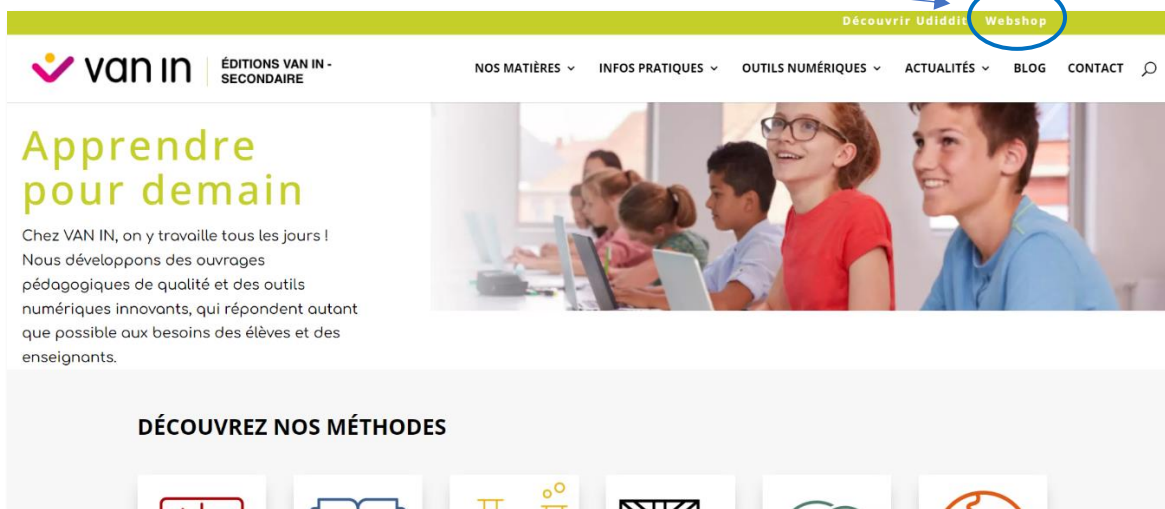 Découvrir Udiddit Webshop
van in ÉDITIONS VAN IN -
SECONDAIRE
NOS MATIÈRES INFOS PRATIQUES OUTILS NUMÉRIQUES ACTUALITÉS BLOG CONTACT
Apprendre
pour demain
Chez VAN IN, on y travaille tous les jours !
Nous développons des ouvrages
pédagogiques de qualité et des outils
numériques innovants, qui répondent autant
que possible aux besoins des élèves et des
enseignants.
DÉCOUVREZ NOS MÉTHODES